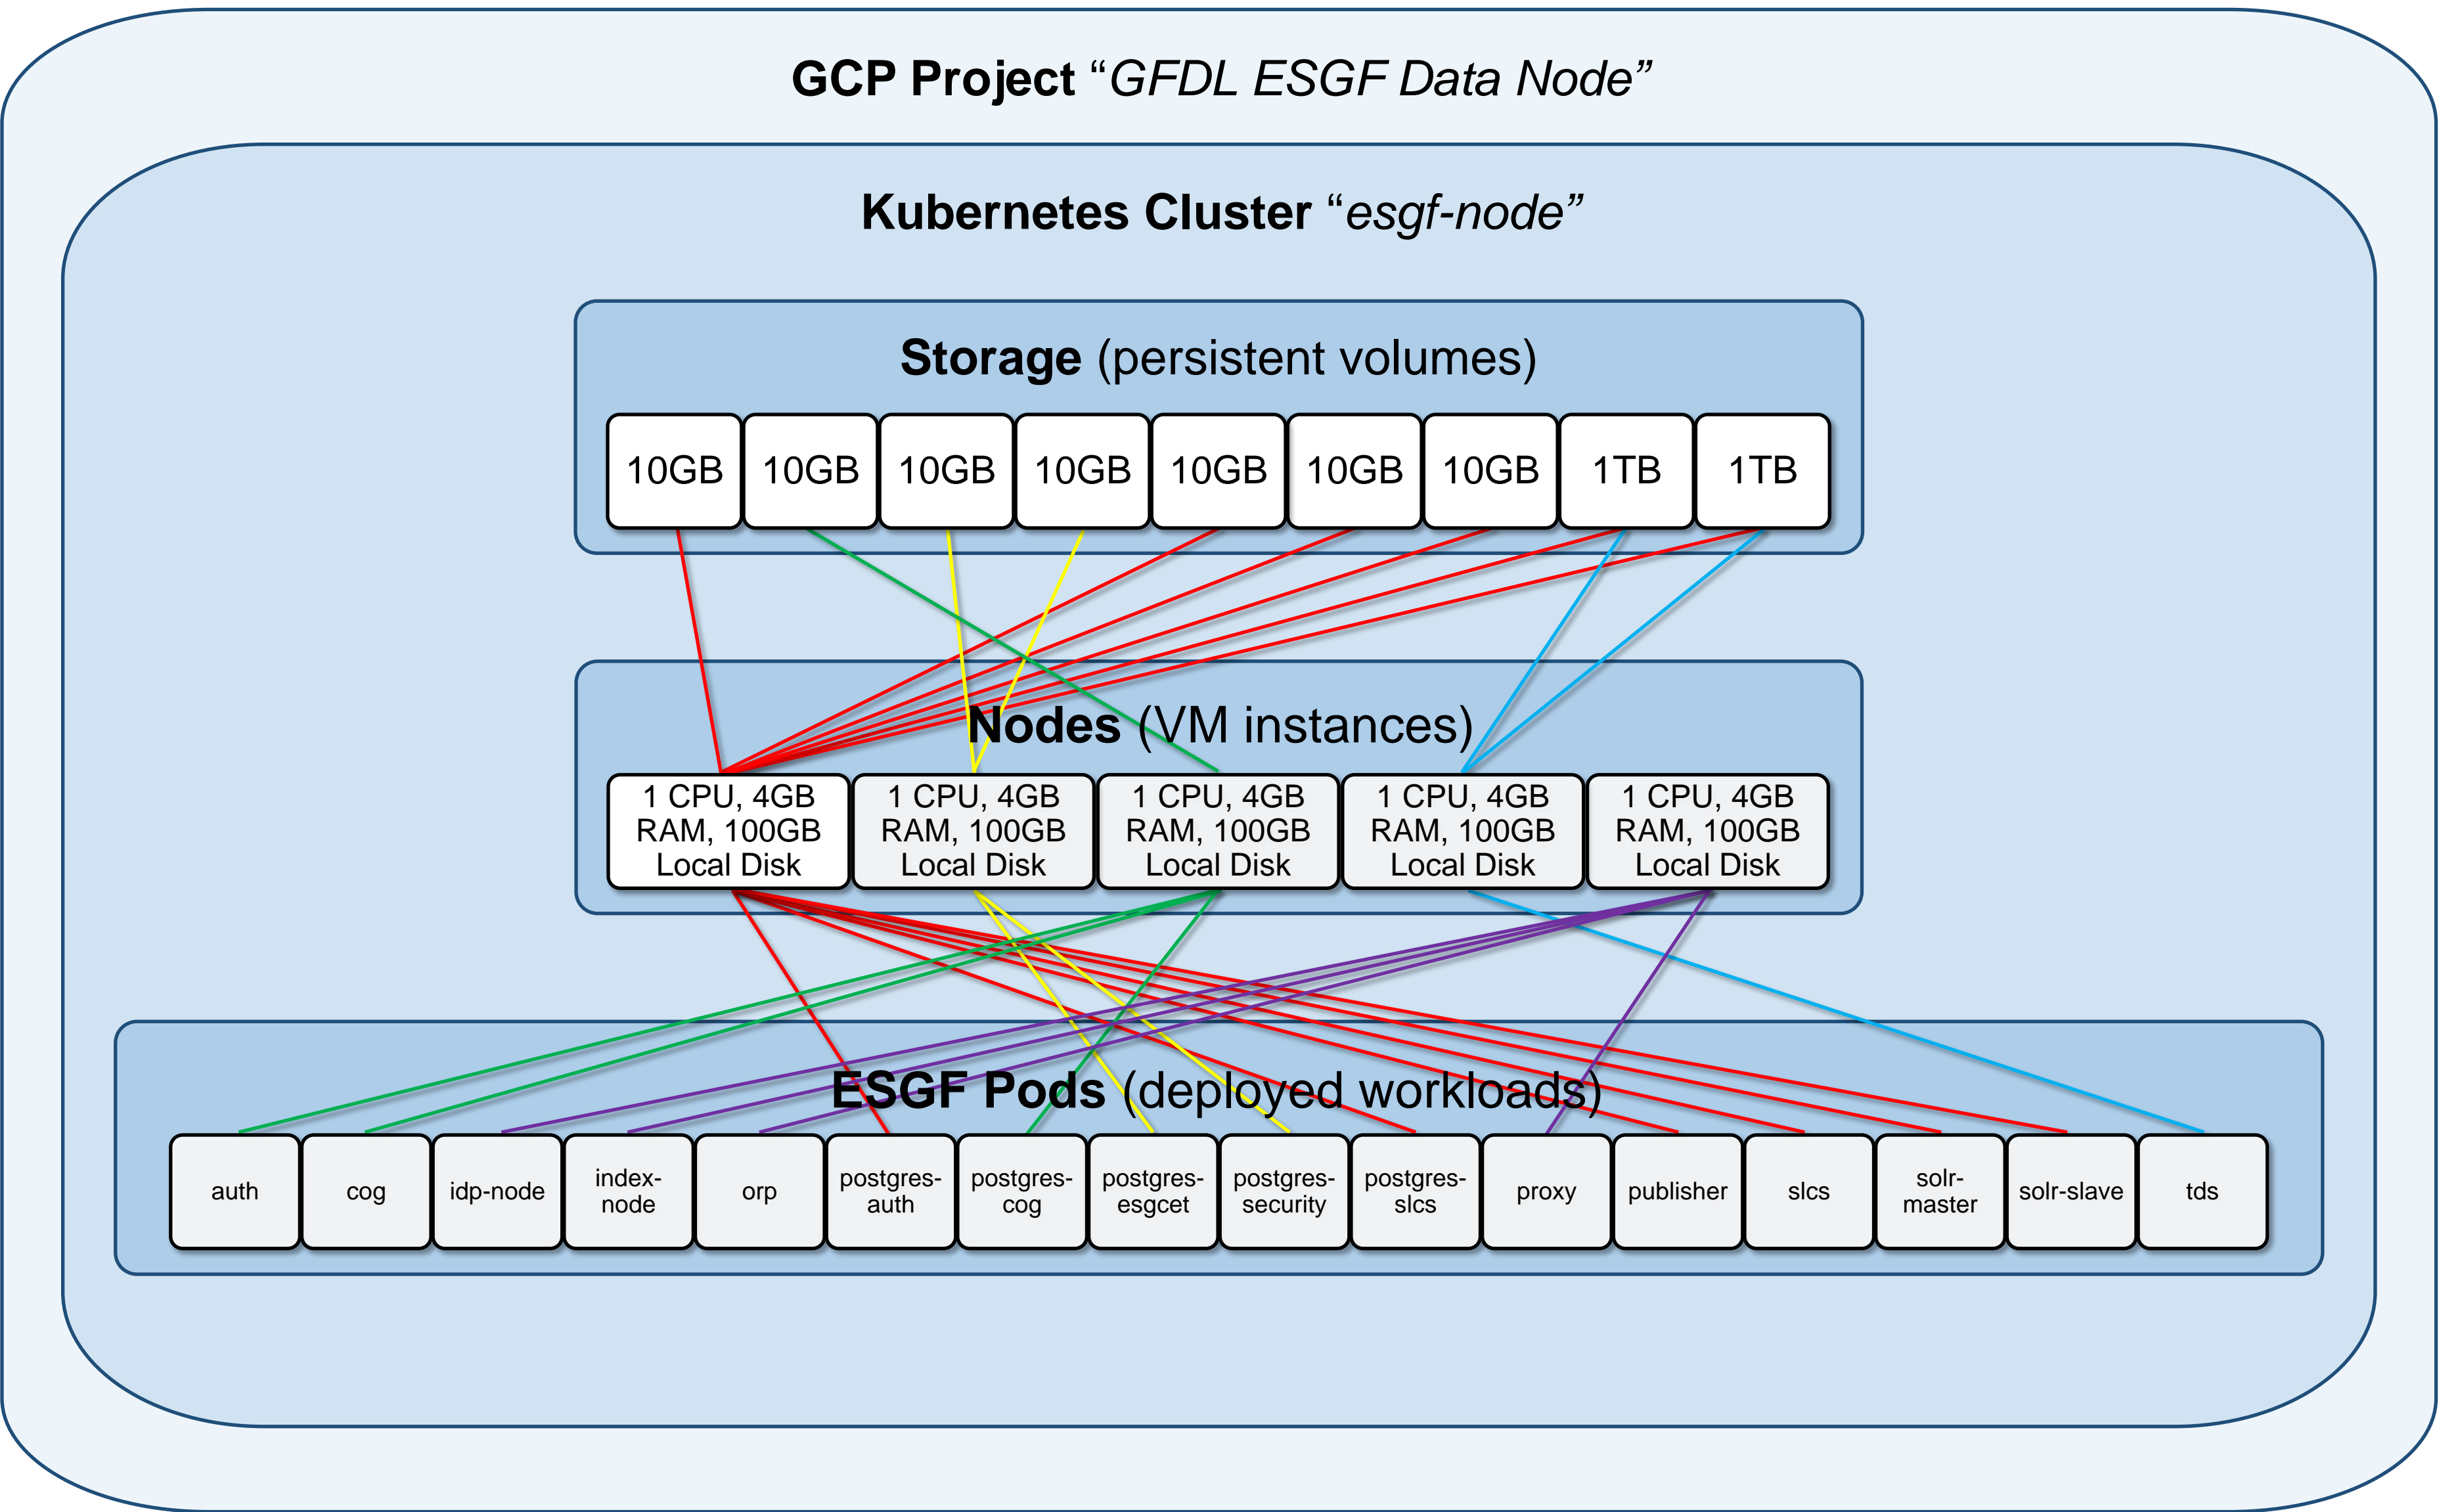 GCP Project “GFDL ESGF Data Node”
Kubernetes Cluster “esgf-node”
Storage (persistent volumes)
10GB
10GB
10GB
10GB
10GB
10GB
10GB
1TB
1TB
Nodes (VM instances)
1 CPU, 4GB
RAM, 100GB
Local Disk
1 CPU, 4GB
RAM, 100GB
Local Disk
1 CPU, 4GB
RAM, 100GB
Local Disk
1 CPU, 4GB
RAM, 100GB
Local Disk
1 CPU, 4GB
RAM, 100GB
Local Disk
ESGF Pods (deployed workloads)
auth
cog
idp-node
index-
node
orp
postgres-
auth
postgres-
cog
postgres-
esgcet
postgres-
security
postgres-
slcs
proxy
publisher
slcs
solr-
master
solr-slave
tds